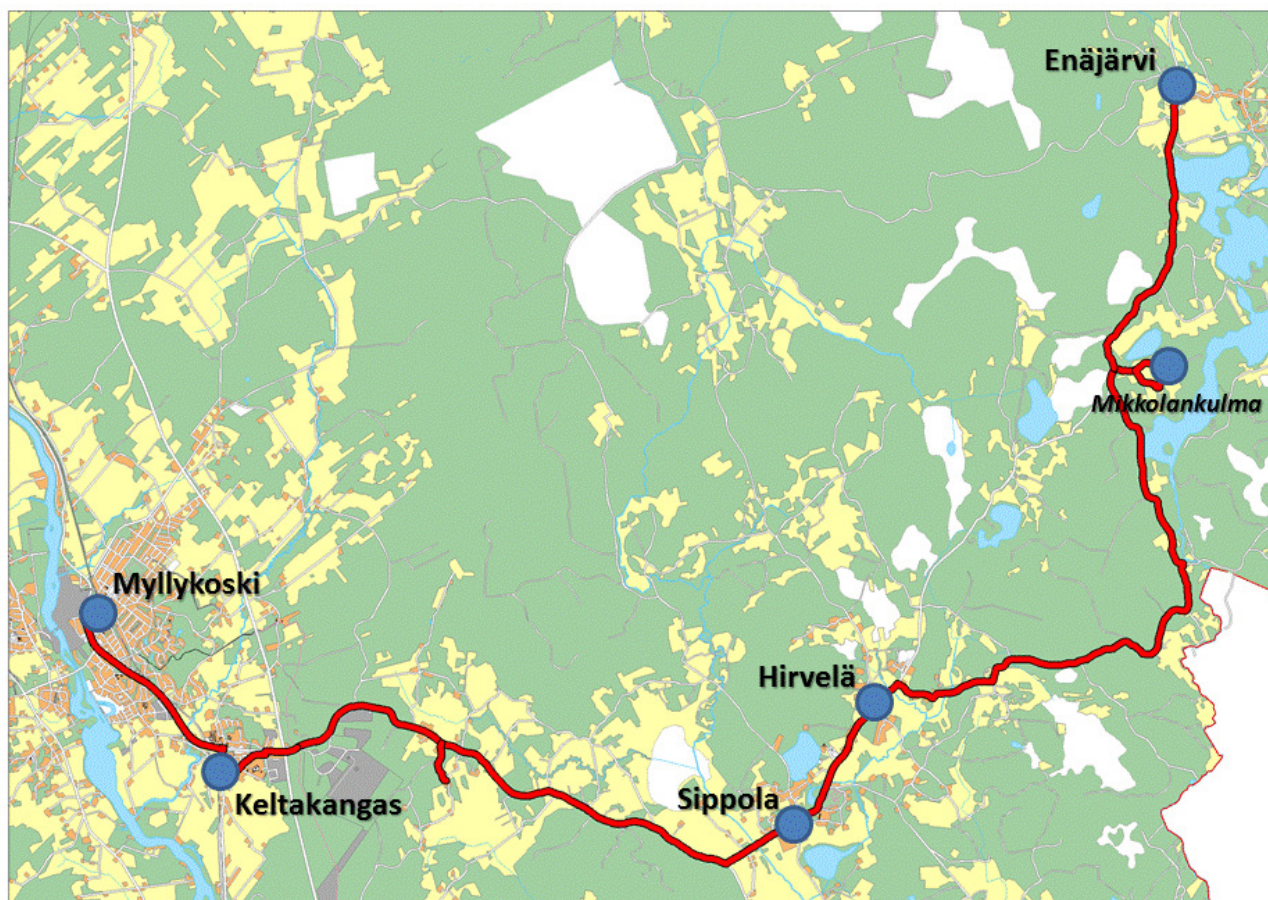 Enäjärvi
Mikkolankulma
Myllykoski
Hirvelä
Sippola
Keltakangas